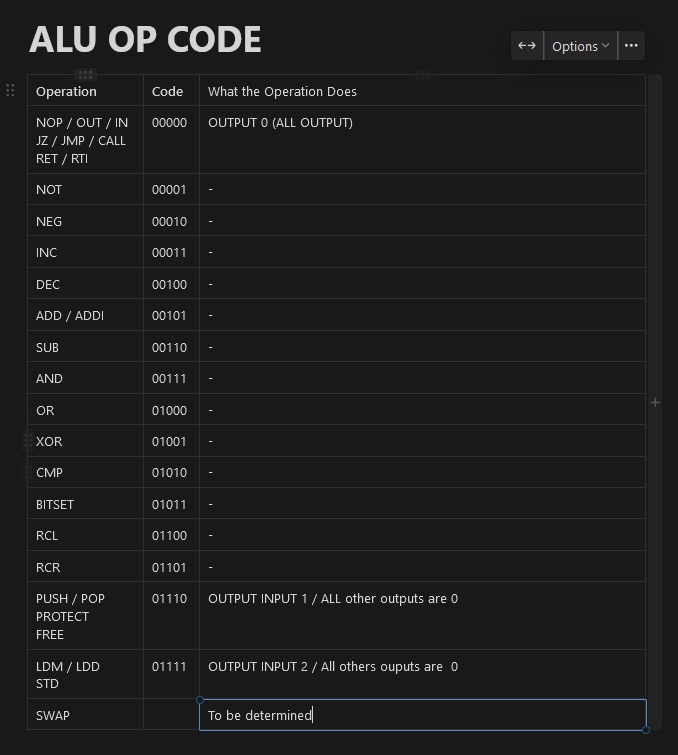 ALU OP CODE
Options
Operation Code What the Operation Does
NOP / OUT / IN 00000 OUTPUT 0 (ALL OUTPUT)
JZ / JMP / CALL
RET / RTI
NOT 00001 -
NEG 00010 -
INC 00011 -
DEC 00100 -
ADD / ADDI 00101 -
SUB 00110 -
AND 00111 -
OR 01000 -
XOR 01001 -
CMP 01010 -
BITSET 01011 -
RCL 01100 -
RCR 01101 -
PUSH / POP 01110 OUTPUT INPUT 1 / ALL other outputs are 0
PROTECT
FREE
LDM / LDD 01111 OUTPUT INPUT 2 / All others ouputs are  0
STD
SWAP To be determined